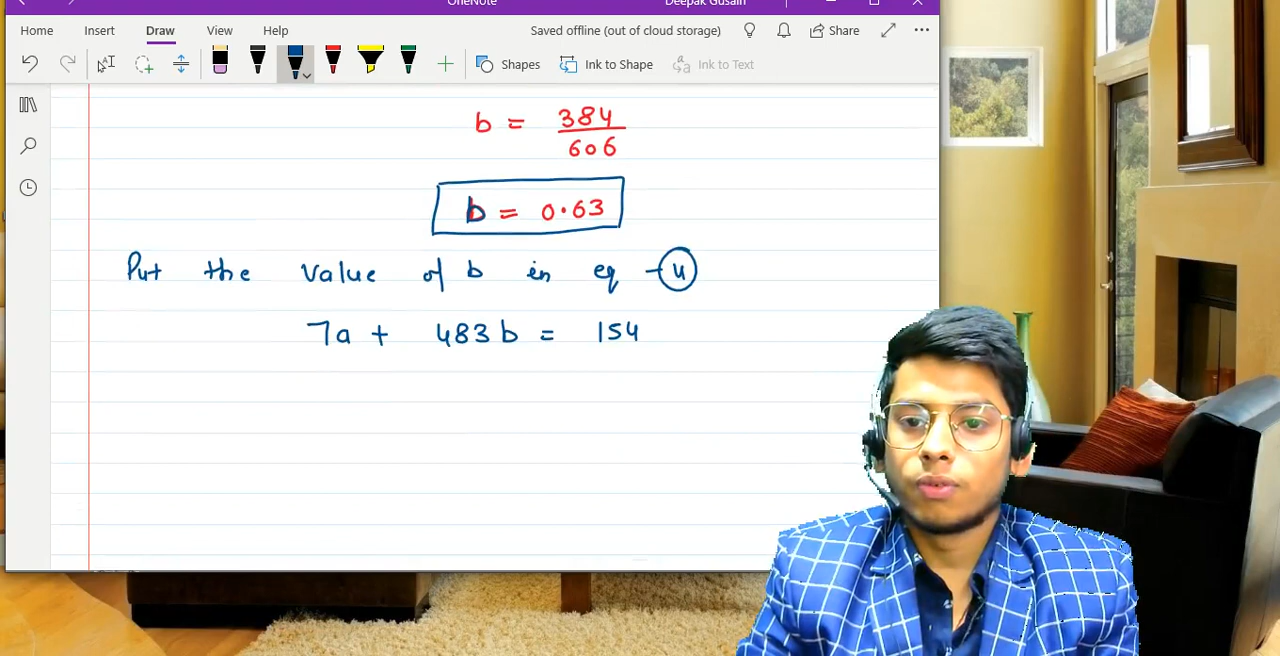 OneNote
Deepak Gusain
Home Insert Draw View Help
Saved offline (out of cloud storage)
Share
Shapes
Ink to Shape
Ink to Text
b = 384/606
b = 0.63
Put the value of b in eq - 4
7a + 483b = 154